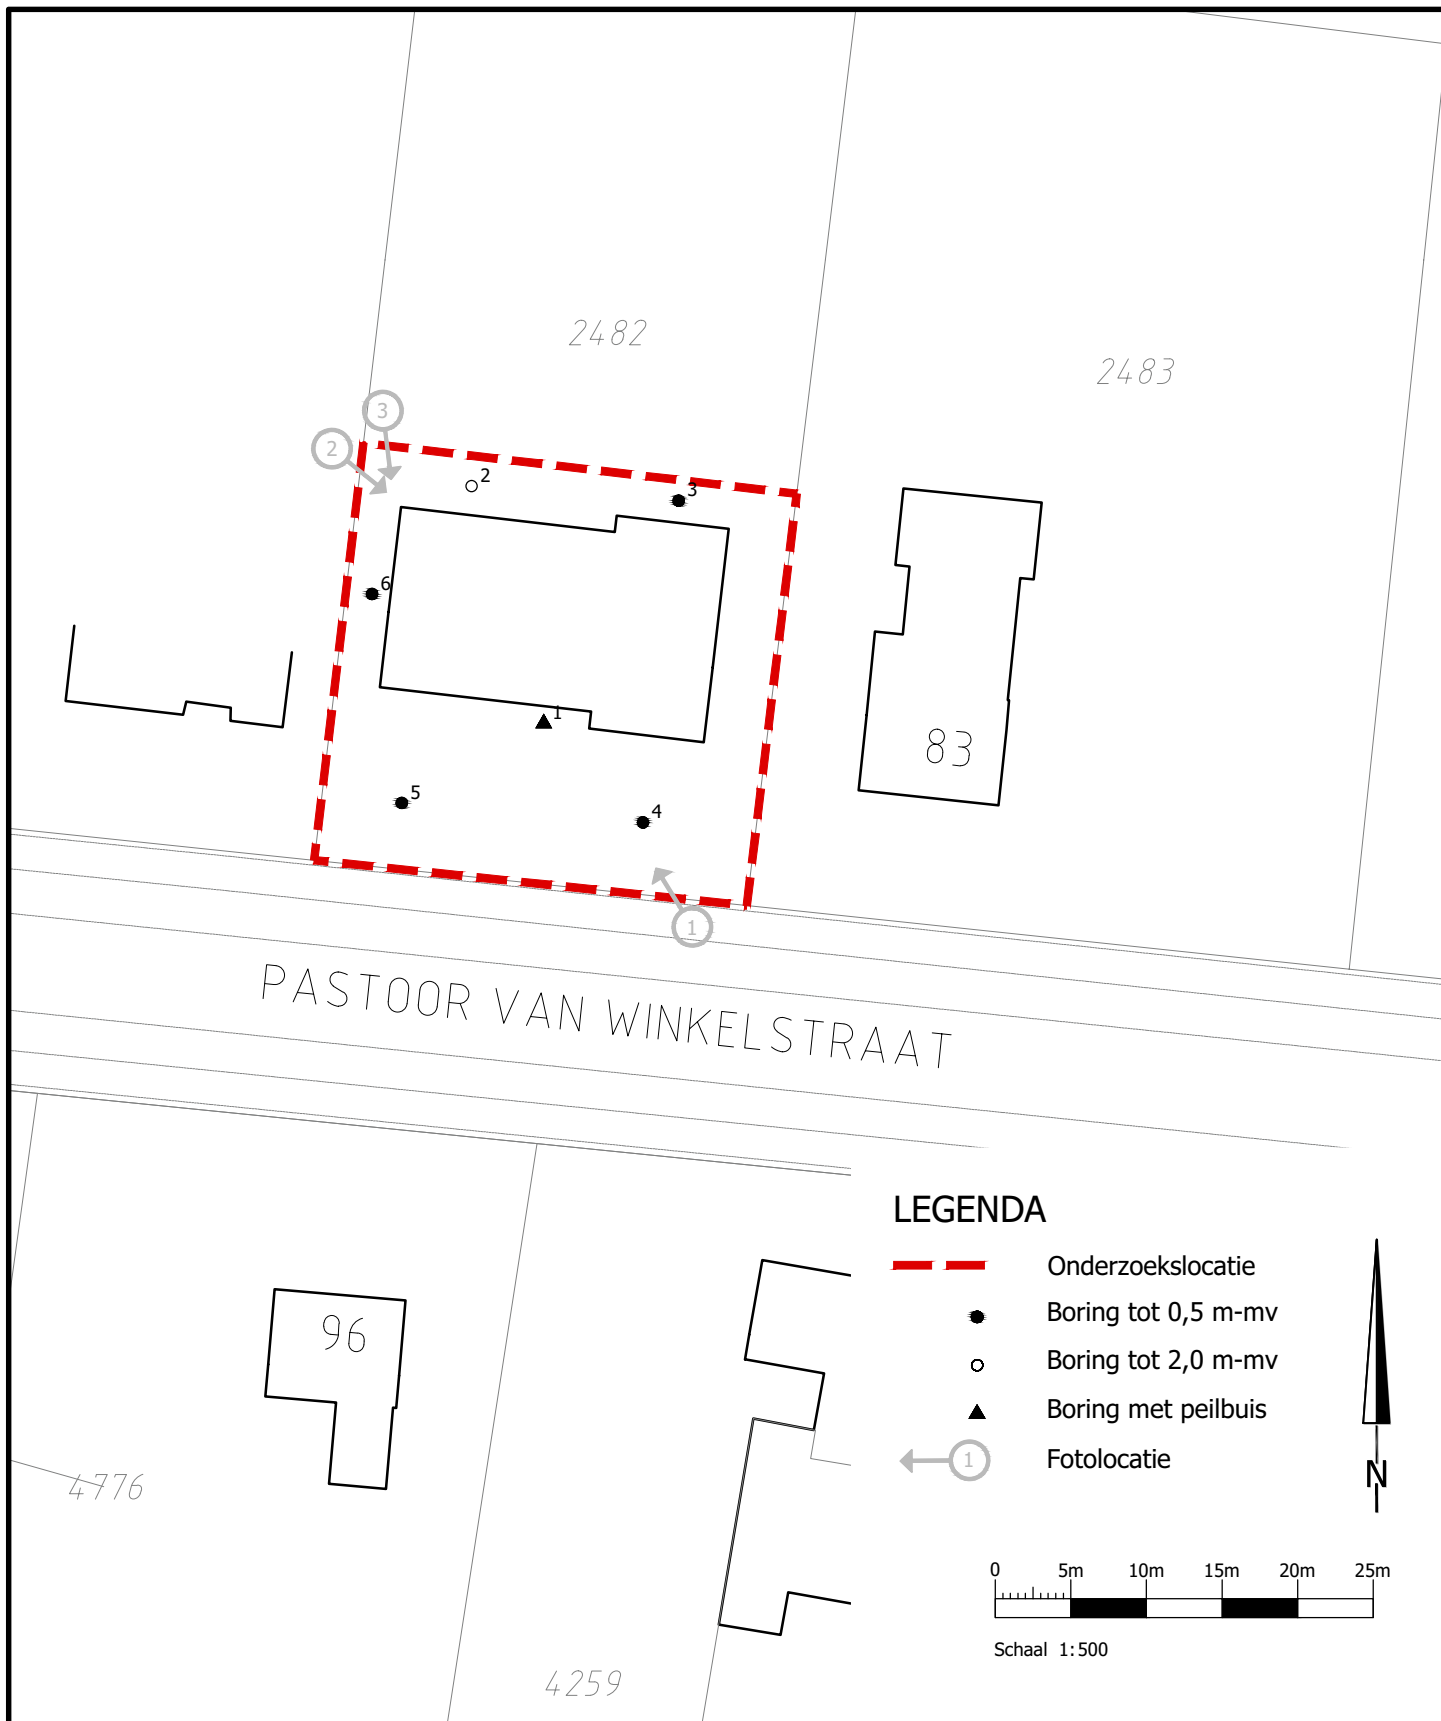 2482
2483
3
2
2
3
6
1
83
5
4
1
PASTOOR VAN WINKELSTRAAT
LEGENDA
Onderzoekslocatie
Boring tot 0,5 m-mv
96
Boring tot 2,0 m-mv
Boring met peilbuis
1 Fotolocatie
N
4776
0 5m 10m 15m 20m 25m
Schaal 1:500
4259